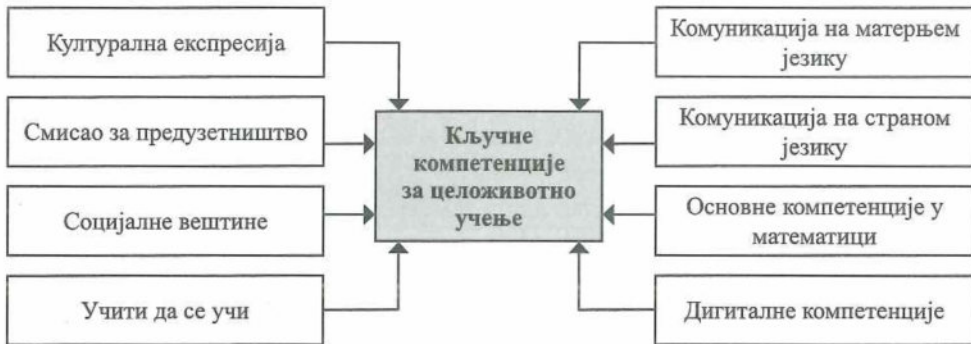 Културална експресија
Смисао за предузетништво
Социјалне вештине
Учити да се учи
Кључне
компетенције
за целоживотно
учење
Комуникација на матерњем
језику
Комуникација на страном
језику
Основне компетенције у
математици
Дигиталне компетенције